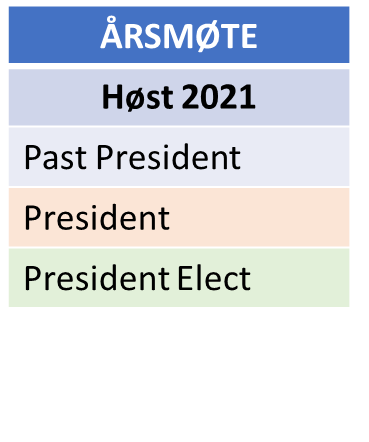 ÅRSMØTE
Høst 2021
Past President
President
President Elect